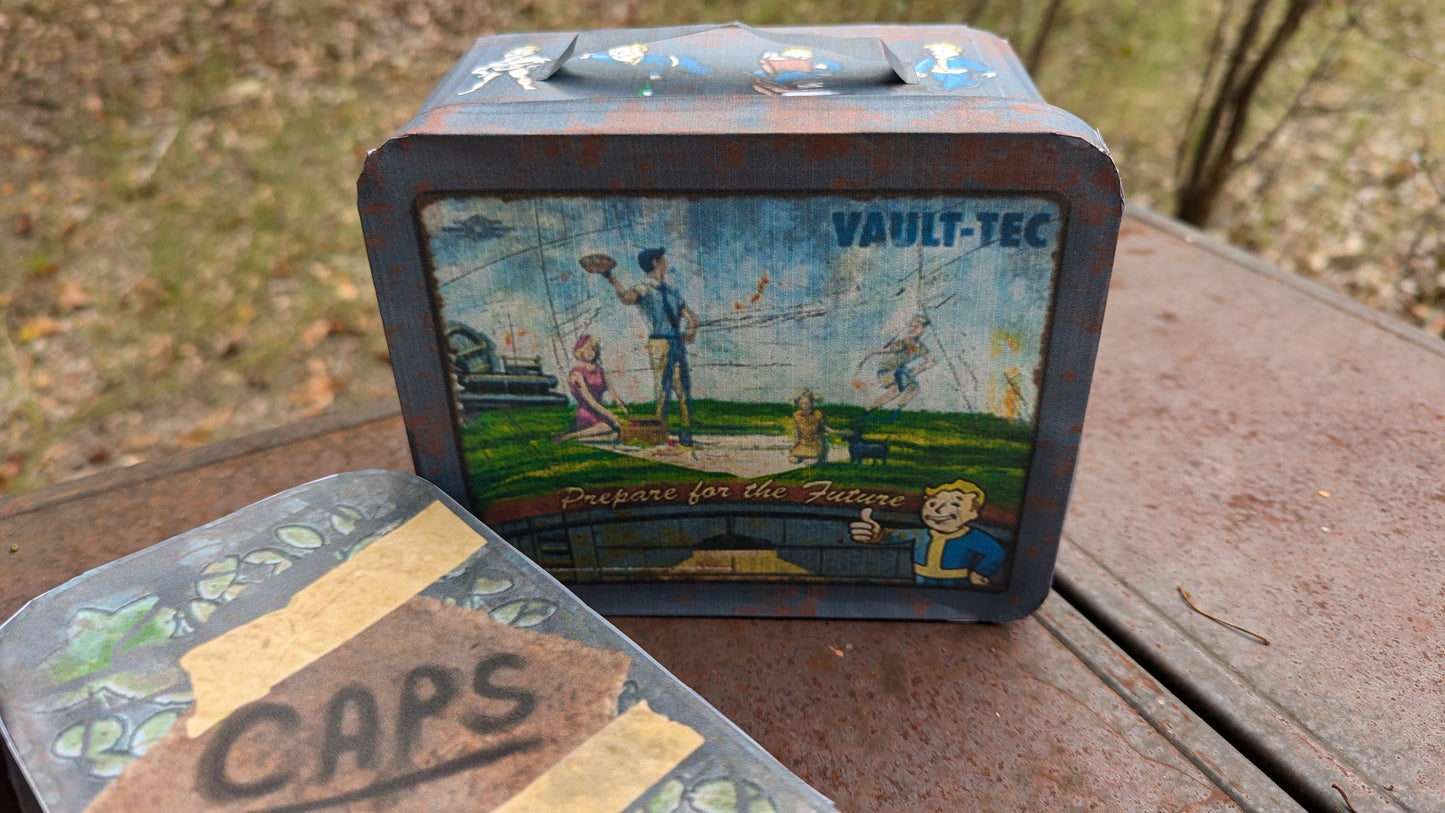 VAULT-TEC
Prepare for the Future
CAPS